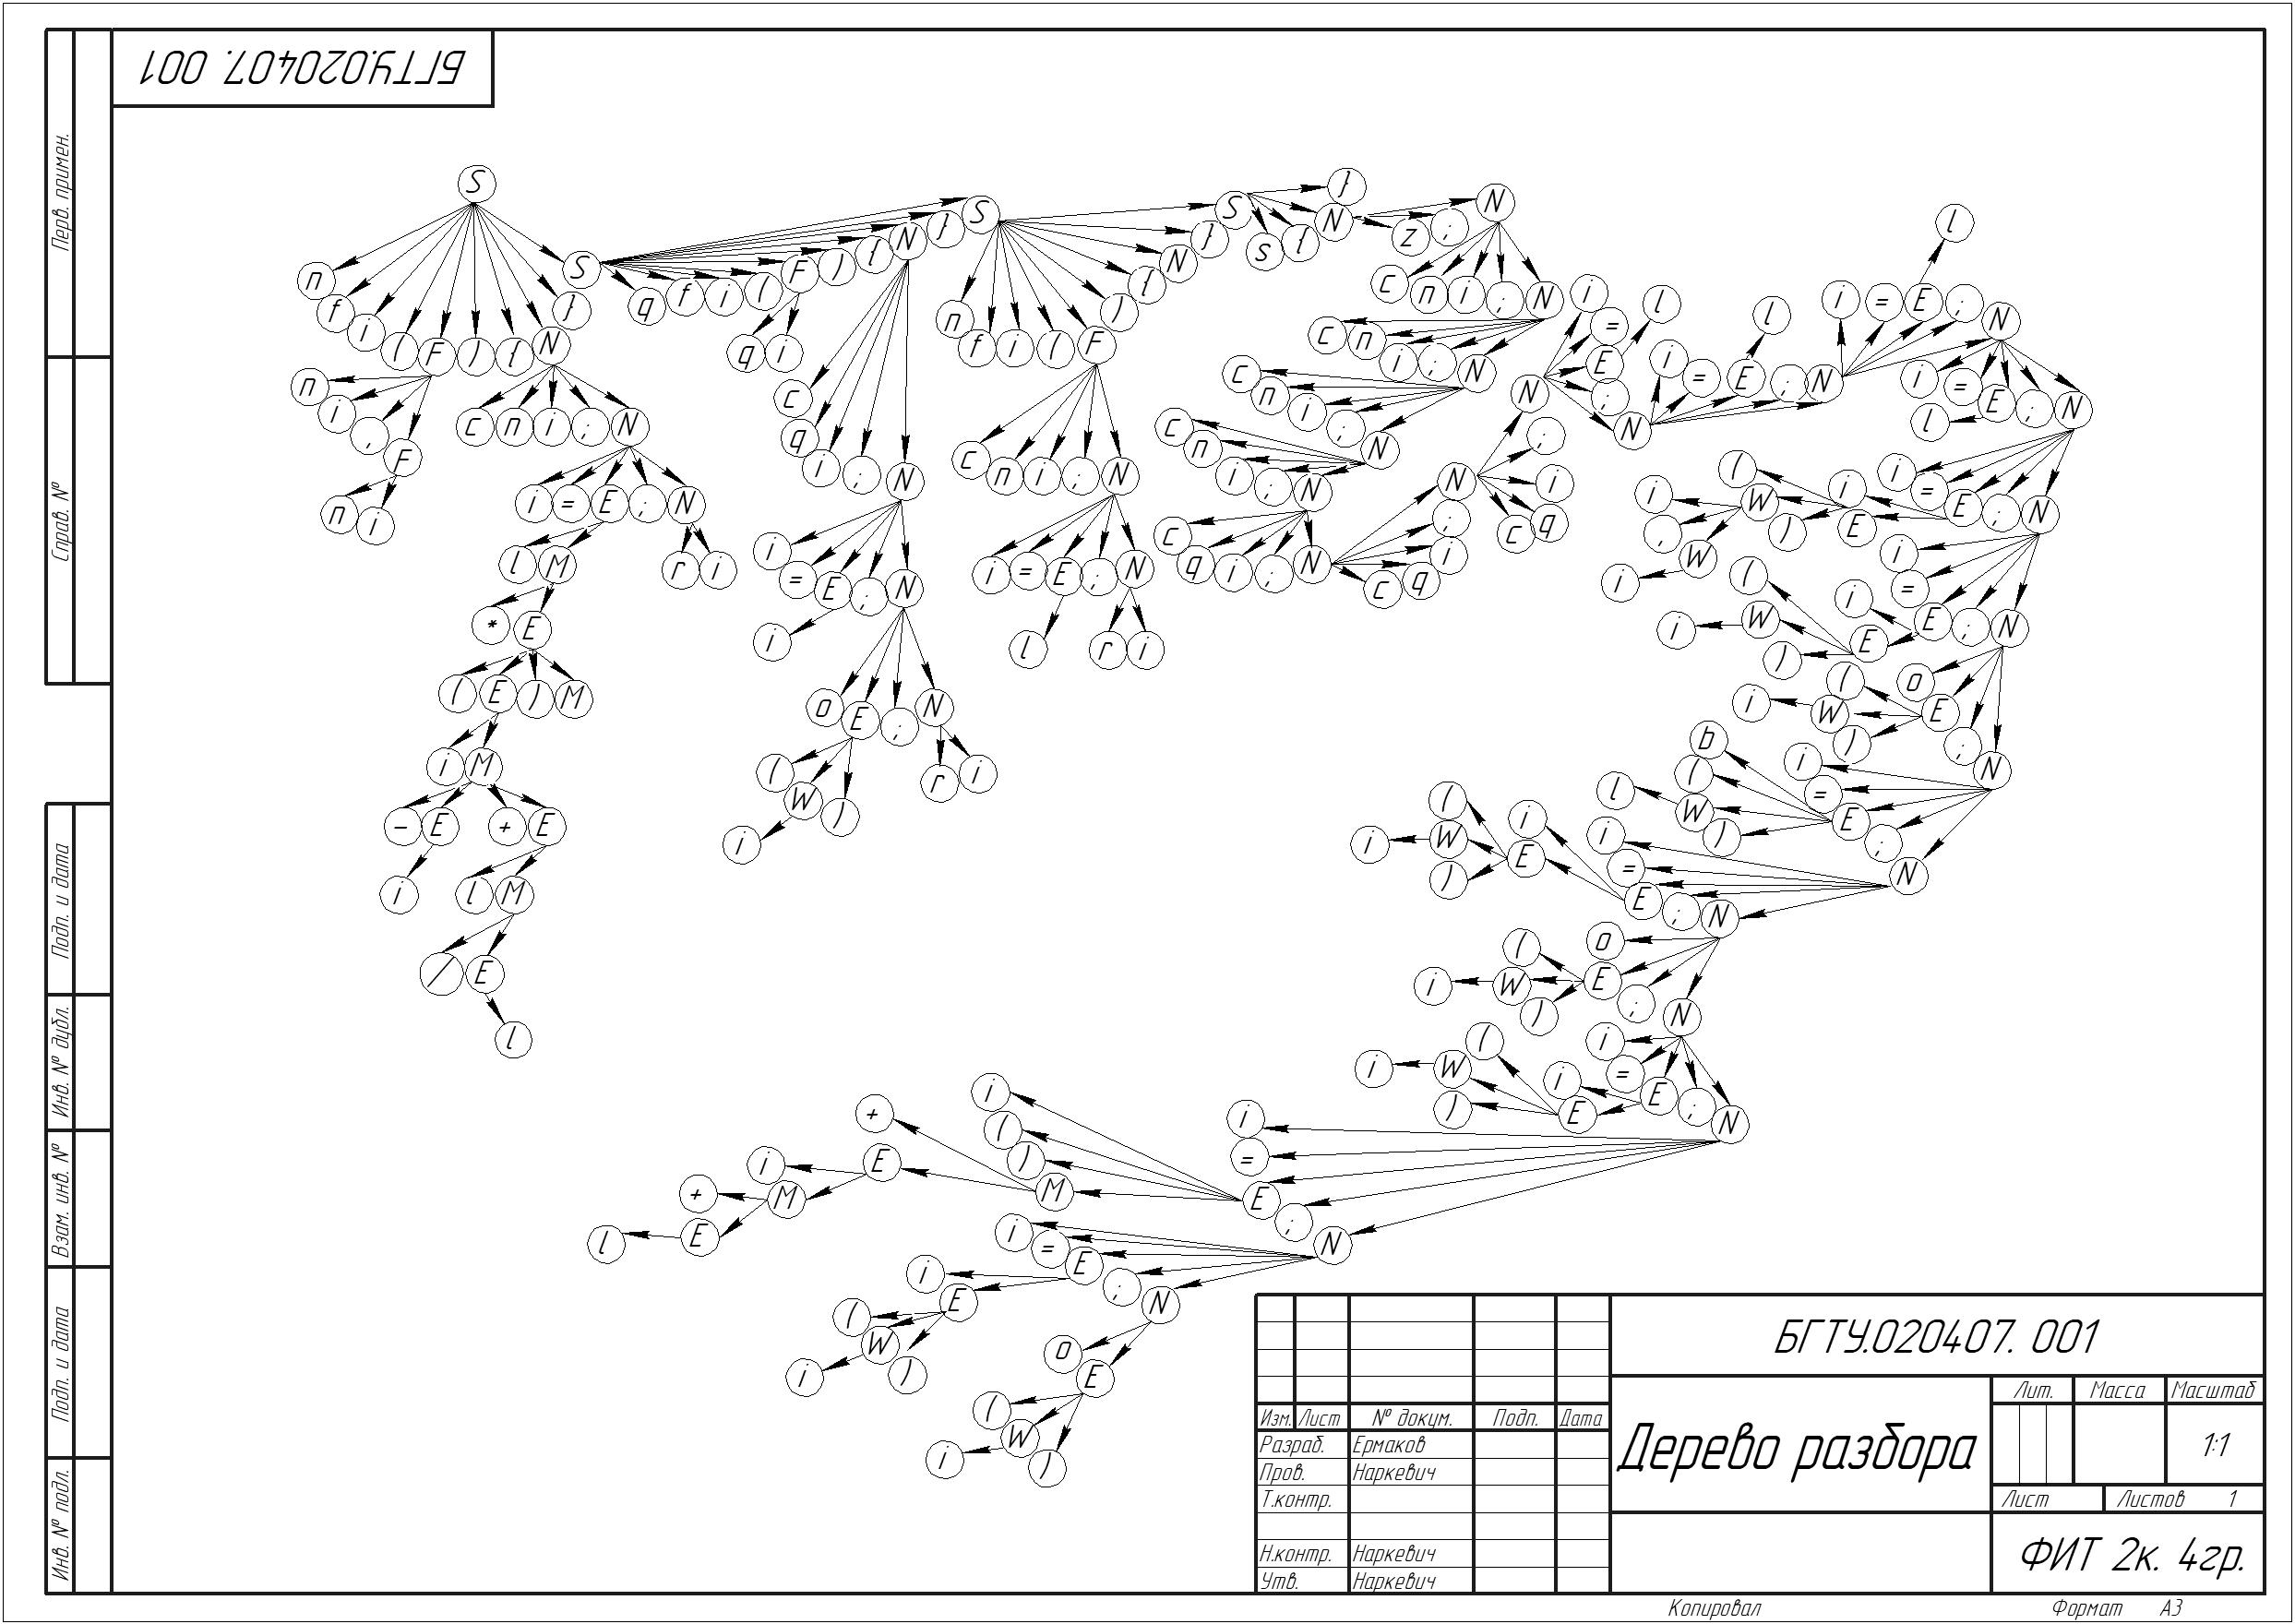 БГТУ.020407. 001
Перв. примен.
Справ. №
Подп. и дата
Инв. № дубл.
Взам. инв. №
Подп. и дата
Инв. № подл.
S
n f i ( F ) { N } S
n i , F
n i
c n i ; N
i = E ; N
l M
r i
* E
( E ) M
i M
- E + E
i
l M
/ E
l
q f i ( F ) { N } S
q i
c q i ; N
i = E ; N
i
o E ; N
( W )
i
r i
n f i ( F ) { N } S
c n i ; N
i = E ; N
l
r i
s { N }
z ; N
c n i ; N
c n i ; N
c n i ; N
c n i ; N
c q i ; N
c q i ; N
c q i ; N
i = E ; N
l
i = E ; N
l
i = E ; N
l
i = E ; N
l
i = E ; N
i E
( W )
i , W
i
i = E ; N
i E
( W )
i
o E ; N
( W )
i
i = E ; N
b ( W )
l
i = E ; N
i E
( W )
i
o E ; N
( W )
i
i = E ; N
i E
( W )
i
i = E ; N
i ( ) M
+ E
i M
+ E
l
i = E ; N
i E
( W )
i
o E
( W )
i
БГТУ.020407. 001
Изм. Лист № докум. Подп. Дата
Разраб. Ермаков
Пров. Наркевич
Т.контр.
Н.контр. Наркевич
Утв. Наркевич
Дерево разбора
Лит. Масса Масштаб
1:1
Лист Листов 1
ФИТ 2к. 4гр.
Копировал Формат А3